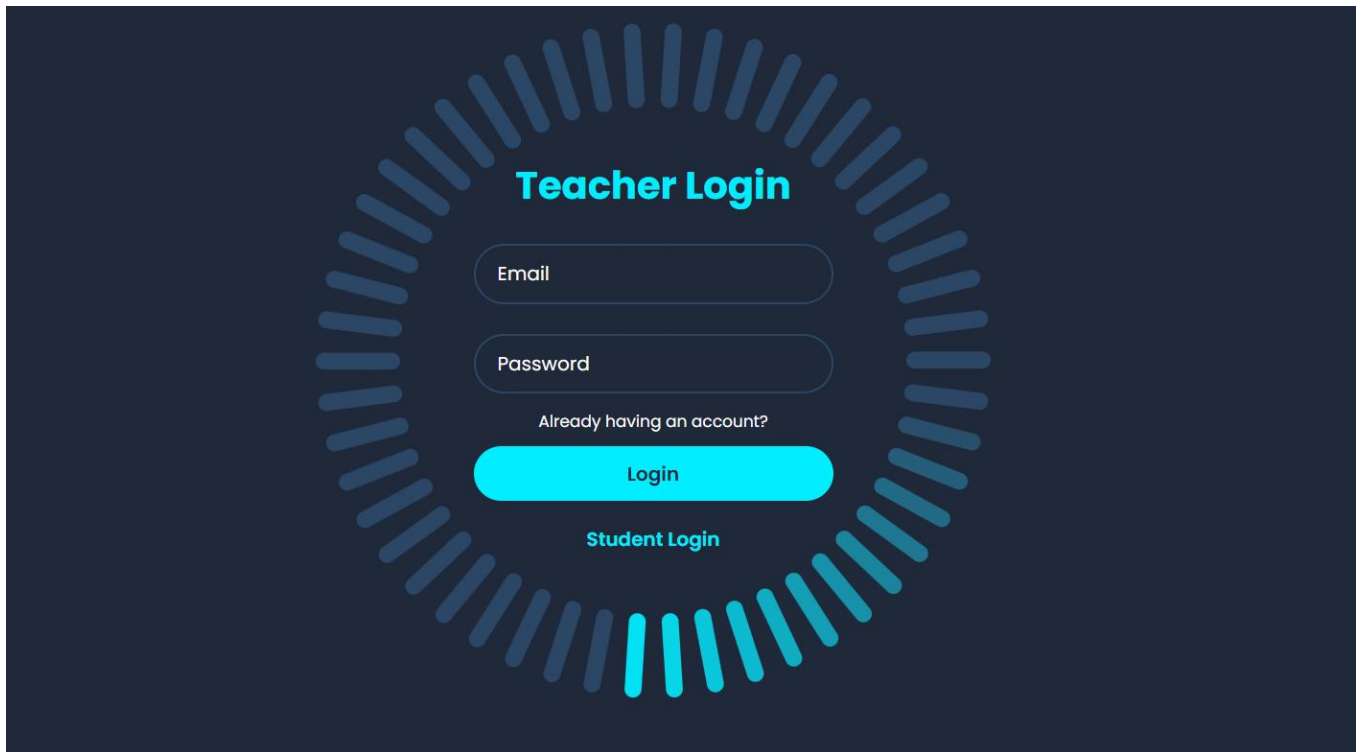 Teacher Login
Email
Password
Already having an account?
Login
Student Login